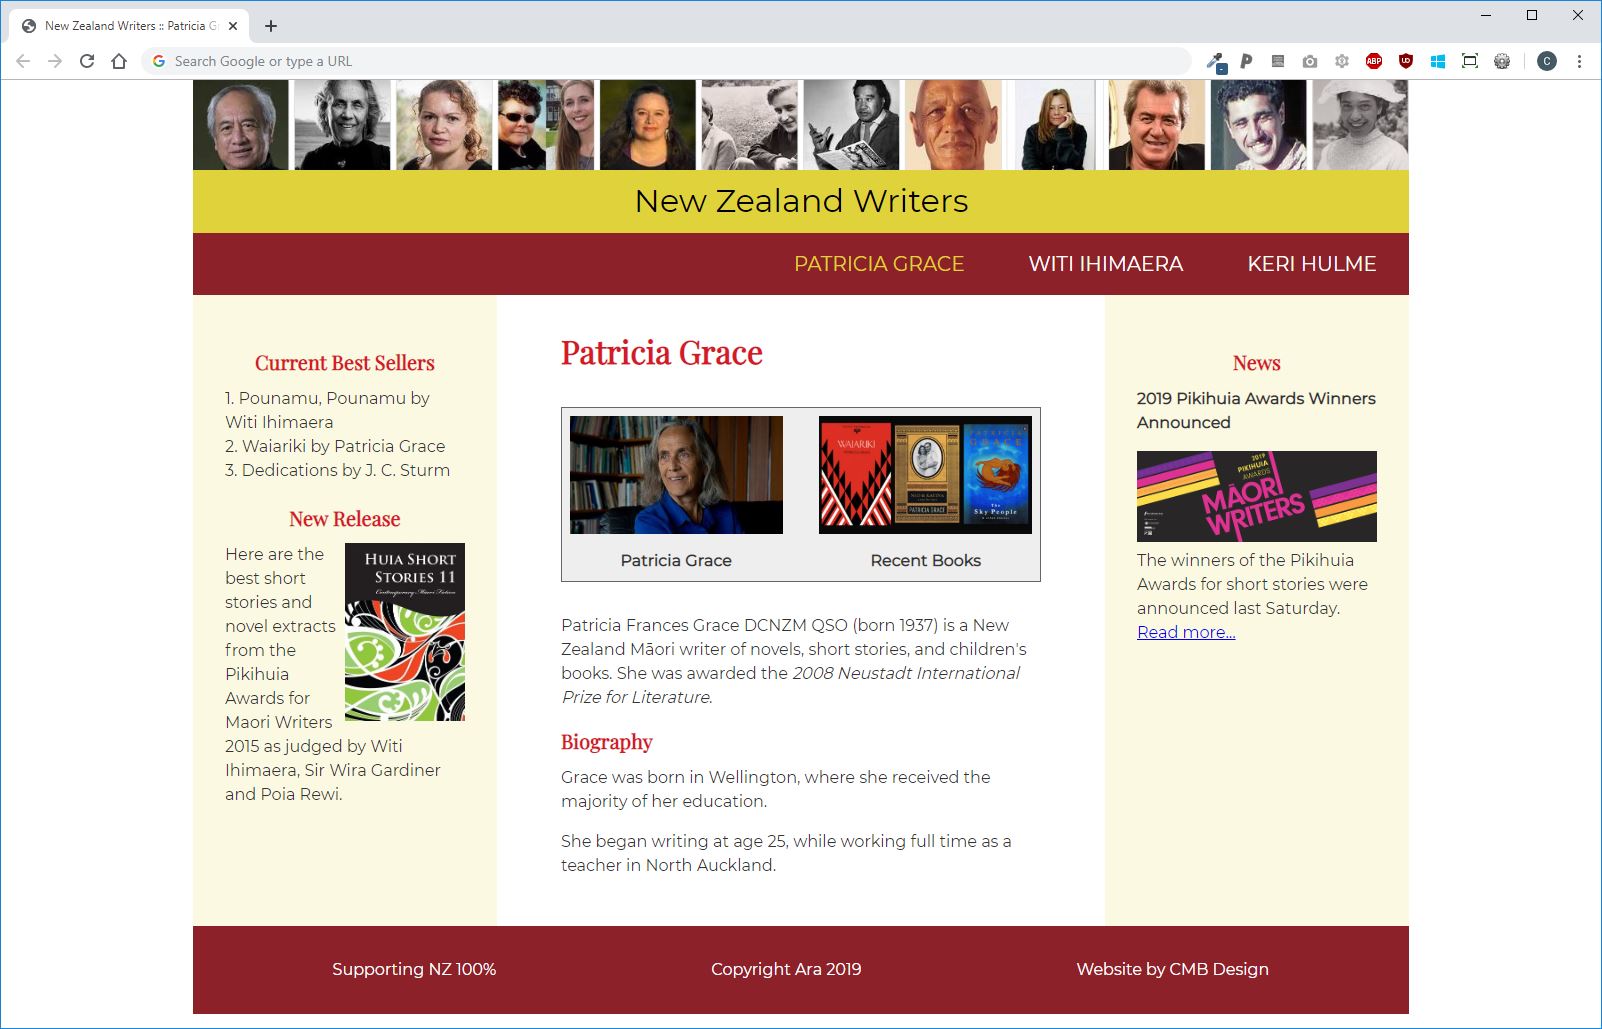 New Zealand Writers :: Patricia G
Search Google or type a URL
ABP
C
New Zealand Writers
PATRICIA GRACE
WITI IHIMAERA
KERI HULME
Current Best Sellers
1. Pounamu, Pounamu by
Witi Ihimaera
2. Waiariki by Patricia Grace
3. Dedications by J. C. Sturm
New Release
Here are the
best short
stories and
novel extracts
from the
Pikihuia
Awards for
Maori Writers
2015 as judged by Witi
Ihimaera, Sir Wira Gardiner
and Poia Rewi.
HUIA SHORT
STORIES 11
Contemporary Māori Fiction
Patricia Grace
WAIARIKI
PATRICIA GRACE
PATRICIA
GRACE
The
Sky People
Patricia Grace
Recent Books
Patricia Frances Grace DCNZM QSO (born 1937) is a New
Zealand Māori writer of novels, short stories, and children's
books. She was awarded the 2008 Neustadt International
Prize for Literature.
Biography
Grace was born in Wellington, where she received the
majority of her education.
She began writing at age 25, while working full time as a
teacher in North Auckland.
News
2019 Pikihuia Awards Winners
Announced
2019
PIKIHUIA
AWARDS
MĀORI
WRITERS
The winners of the Pikihuia
Awards for short stories were
announced last Saturday.
Read more...
Supporting NZ 100%
Copyright Ara 2019
Website by CMB Design